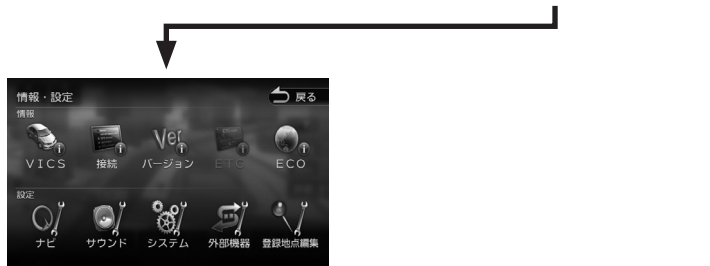 情報・設定 戻る
情報
Ver
VICS 接続 バージョン ETC ECO
設定
ナビ サウンド システム 外部機器 登録地点編集